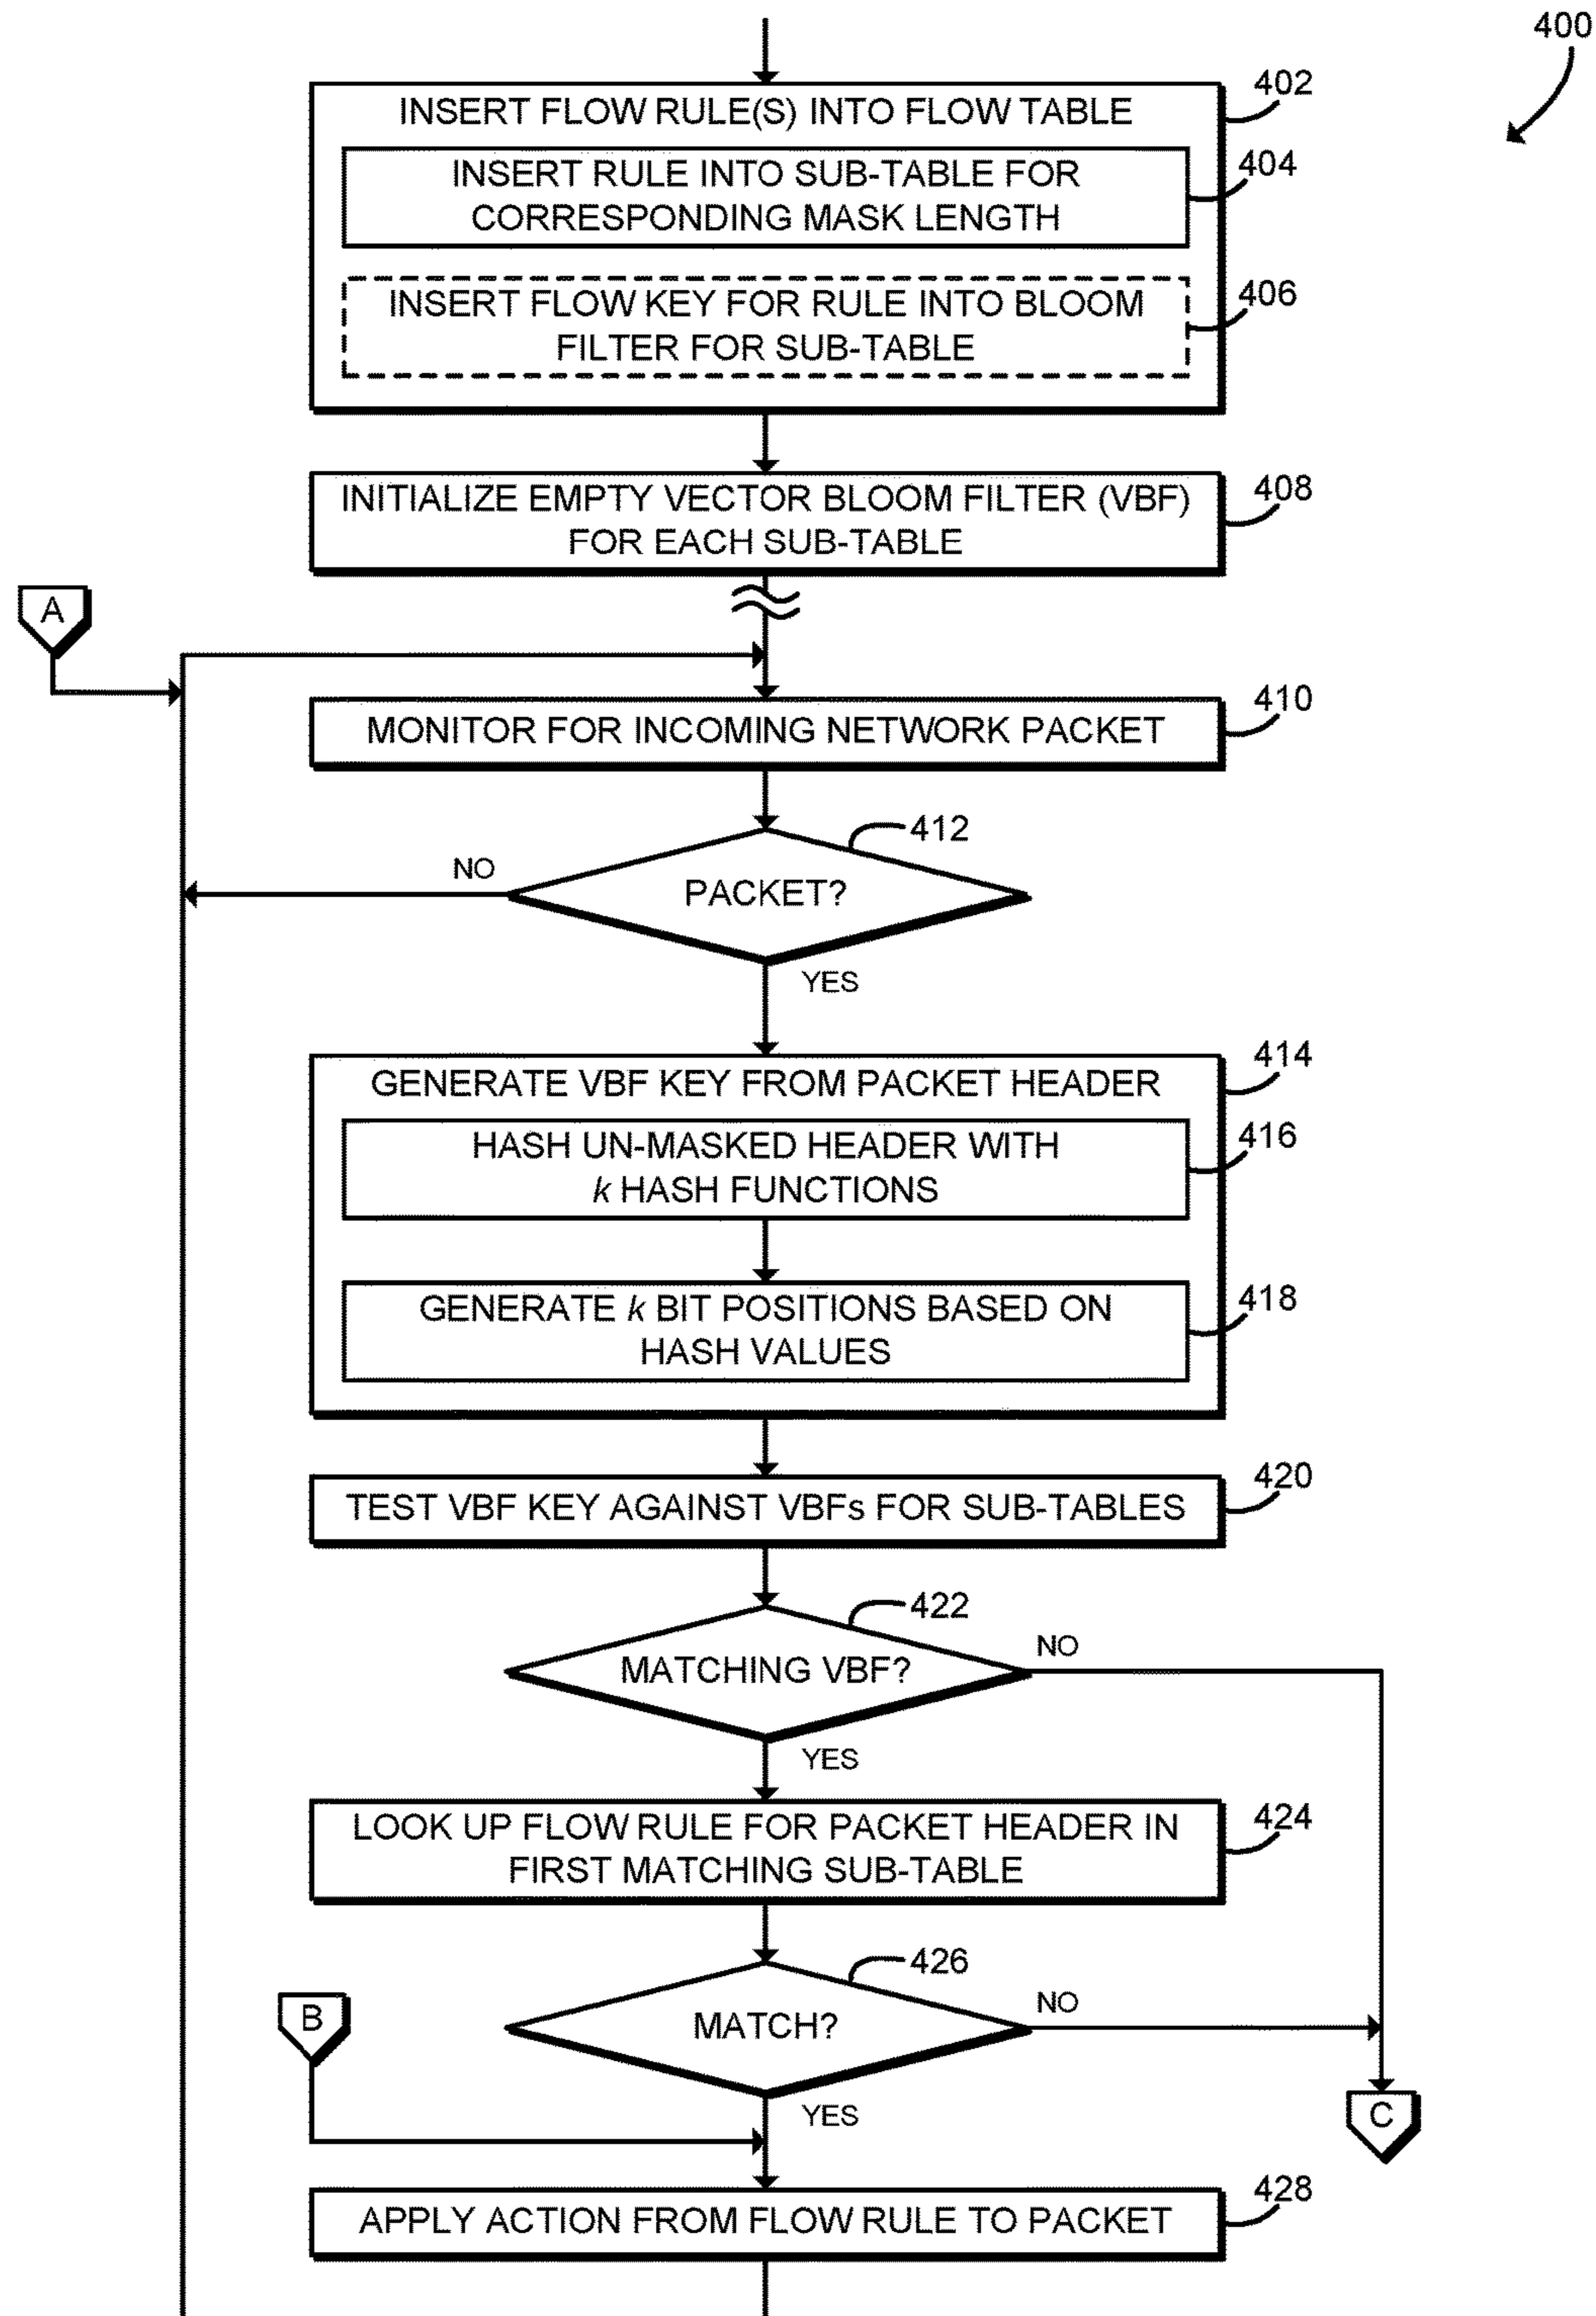 400
INSERT FLOW RULE(S) INTO FLOW TABLE
402
INSERT RULE INTO SUB-TABLE FOR
CORRESPONDING MASK LENGTH
404
INSERT FLOW KEY FOR RULE INTO BLOOM
FILTER FOR SUB-TABLE
406
INITIALIZE EMPTY VECTOR BLOOM FILTER (VBF)
FOR EACH SUB-TABLE
408
A
MONITOR FOR INCOMING NETWORK PACKET
410
412
NO
PACKET?
YES
GENERATE VBF KEY FROM PACKET HEADER
414
HASH UN-MASKED HEADER WITH
k HASH FUNCTIONS
416
GENERATE k BIT POSITIONS BASED ON
HASH VALUES
418
TEST VBF KEY AGAINST VBFs FOR SUB-TABLES
420
422
MATCHING VBF?
NO
YES
LOOK UP FLOW RULE FOR PACKET HEADER IN
FIRST MATCHING SUB-TABLE
424
426
B
MATCH?
NO
YES
C
APPLY ACTION FROM FLOW RULE TO PACKET
428